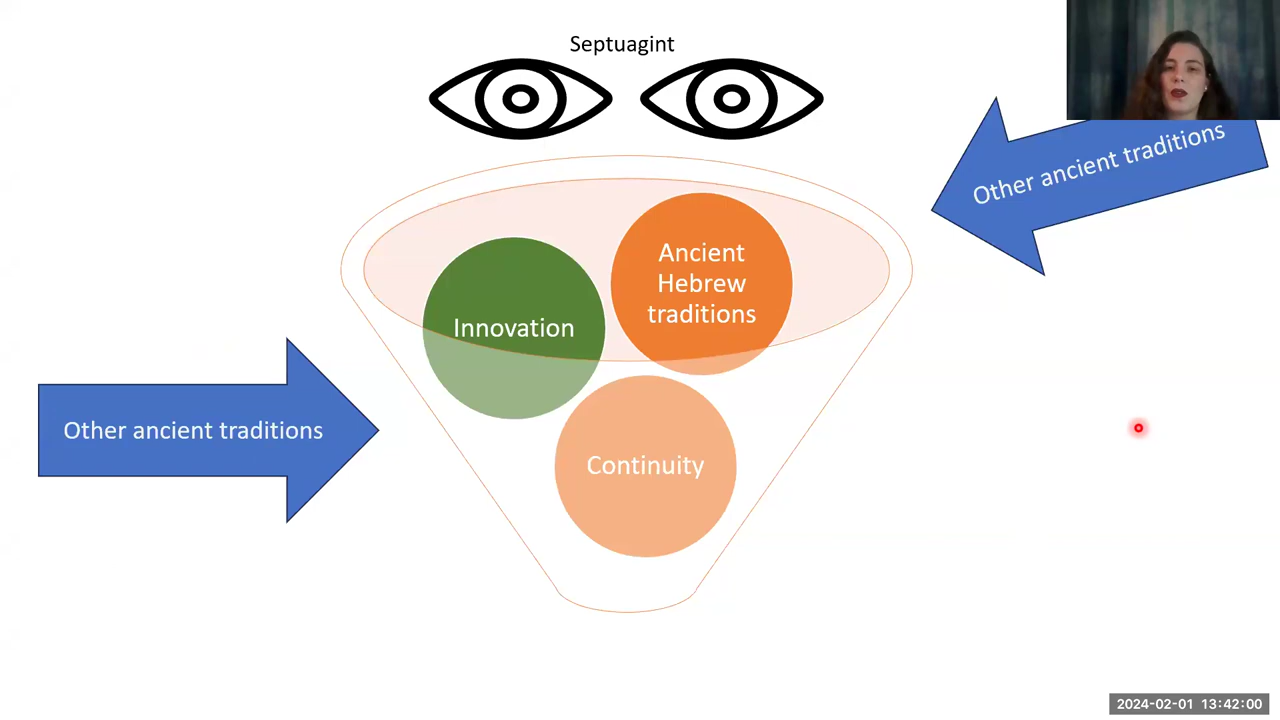 Septuagint
Other ancient traditions
Ancient
Hebrew
traditions
Innovation
Other ancient traditions
Continuity
2024-02-01 13:42:00